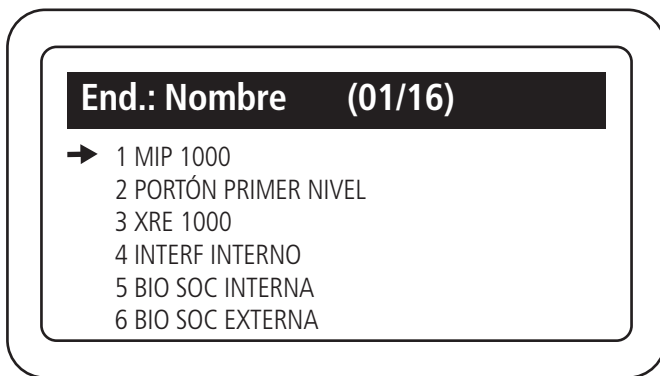 End.: Nombre (01/16)
1 MIP 1000
2 PORTÓN PRIMER NIVEL
3 XRE 1000
4 INTERF INTERNO
5 BIO SOC INTERNA
6 BIO SOC EXTERNA